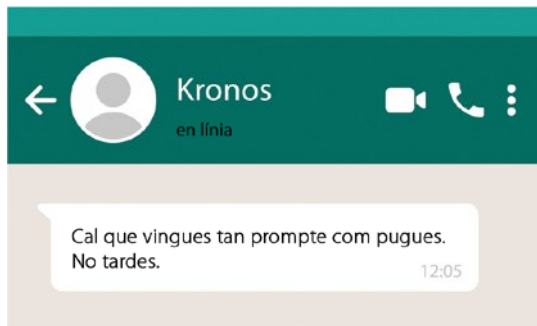 Kronos
en línia
Cal que vingues tan prompte com pugues.
No tardes.
12:05